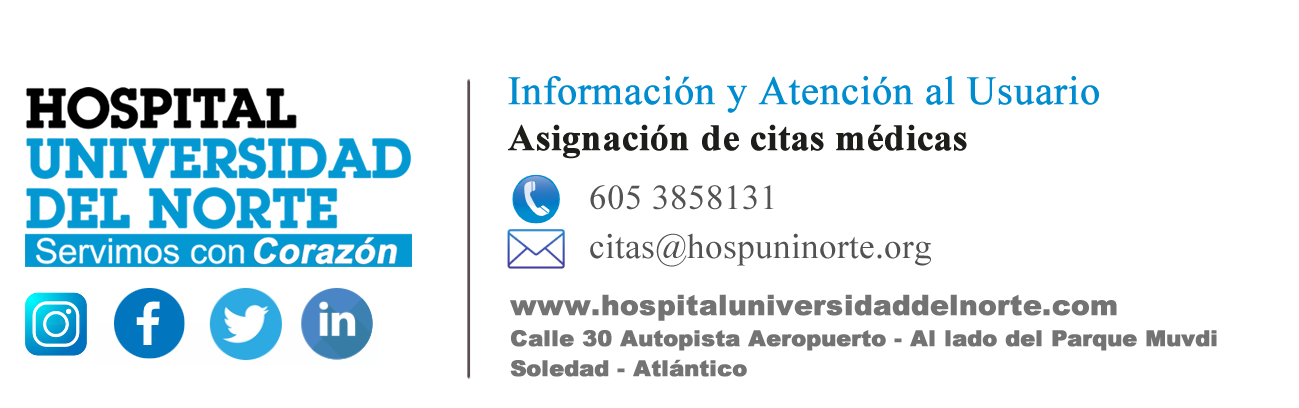 HOSPITAL
UNIVERSIDAD
DEL NORTE
Servimos con Corazón
in
Información y Atención al Usuario
Asignación de citas médicas
605 3858131
citas@hospuninorte.org
www.hospitaluniversidaddelnorte.com
Calle 30 Autopista Aeropuerto - Al lado del Parque Muvdi
Soledad - Atlántico